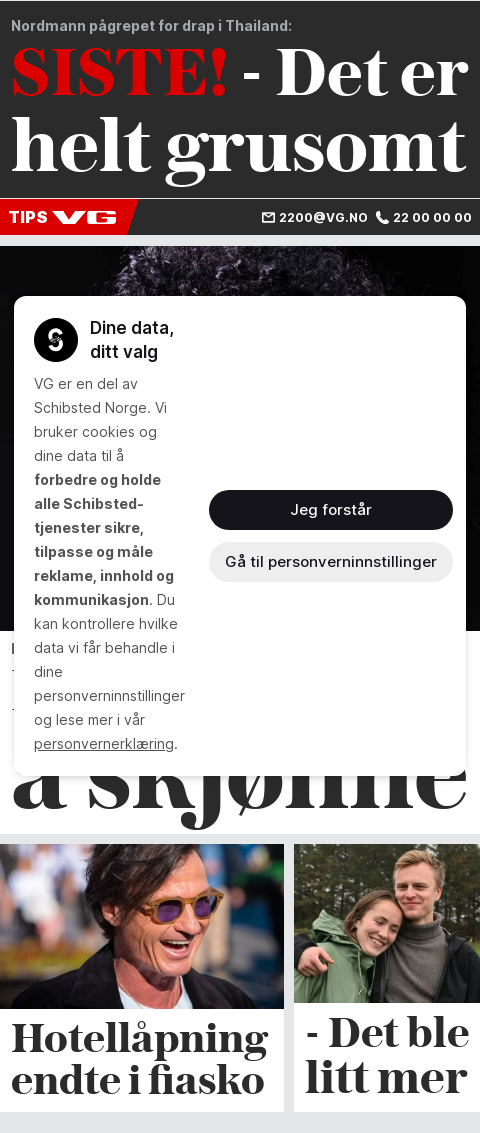 Nordmann pågrepet for drap i Thailand:
SISTE! - Det er
helt grusomt
TIPS VG
2200@VG.NO 22 00 00 00
Dine data,
ditt valg
VG er en del av
Schibsted Norge. Vi
bruker cookies og
dine data til å
forbedre og holde
alle Schibsted-
tjenester sikre,
tilpasse og måle
reklame, innhold og
kommunikasjon. Du
kan kontrollere hvilke
data vi får behandle i
dine
personverninnstillinger
og lese mer i vår
personvernerklæring.
Jeg forstår
Gå til personverninnstillinger
å skjønne
Hotellåpning
endte i fiasko
- Det ble
litt mer